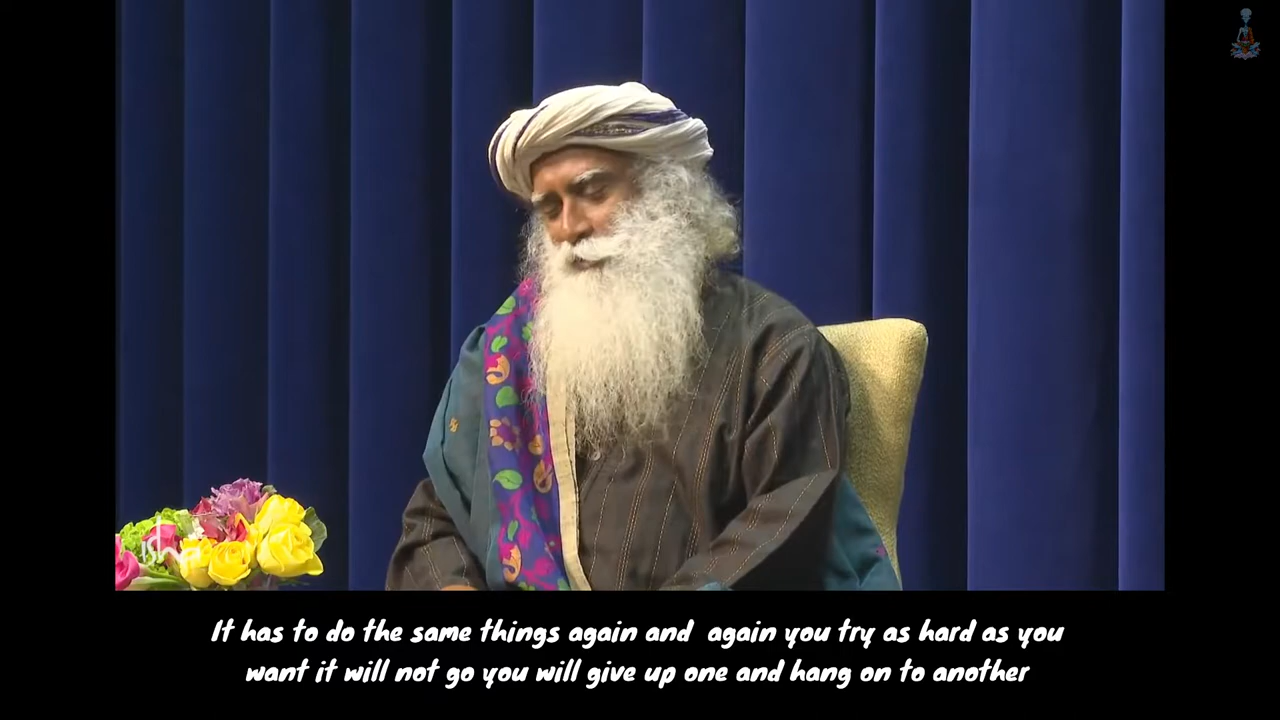 isha
It has to do the same things again and again you try as hard as you
want it will not go you will give up one and hang on to another